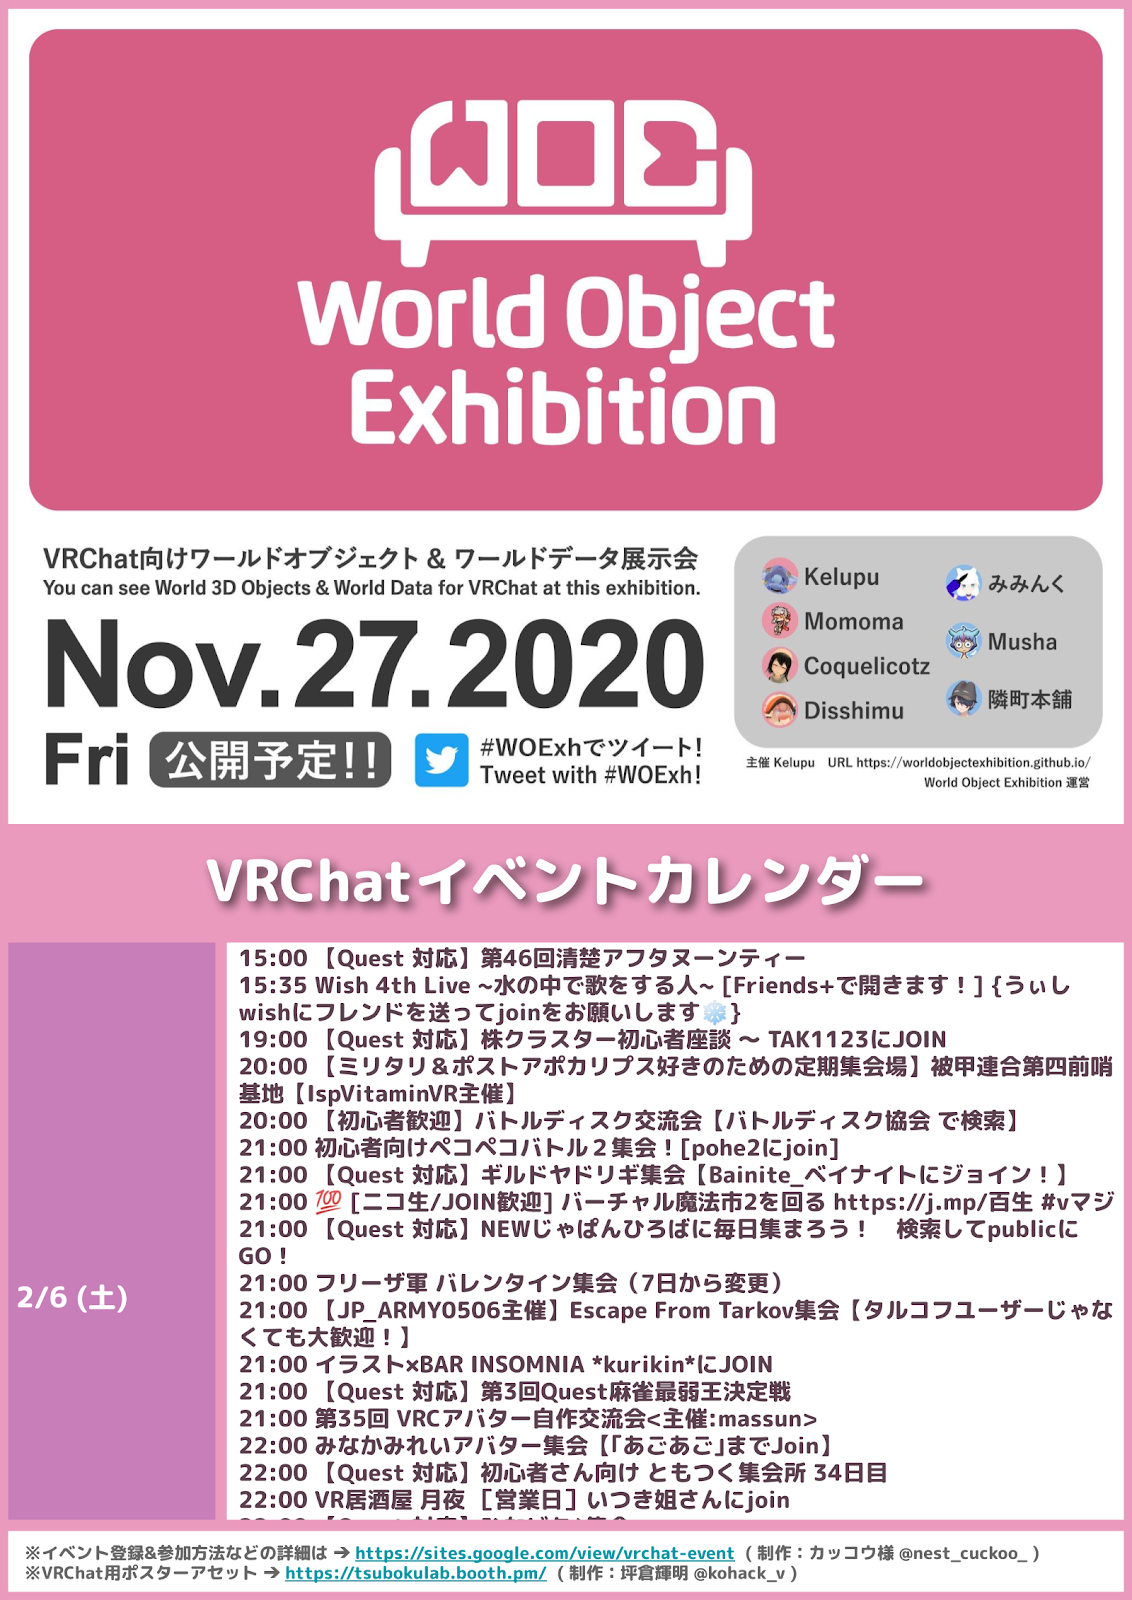 WOE
World Object
Exhibition
VRChat向けワールドオブジェクト & ワールドデータ展示会
You can see World 3D Objects & World Data for VRChat at this exhibition.
Nov.27.2020
Fri 公開予定!!
#WOExhでツイート!
Tweet with #WOExh!
Kelupu
Momoma
Coquelicotz
Disshimu
みみんく
Musha
隣町本舗
主催 Kelupu URL https://worldobjectexhibition.github.io/
World Object Exhibition 運営
VRChatイベントカレンダー
2/6 (土)
15:00 【Quest 対応】第46回清楚アフタヌーンティー
15:35 Wish 4th Live ~水の中で歌をする人~ [Friends+で開きます！] {うぃし
wishにフレンドを送ってjoinをお願いします❄️}
19:00 【Quest 対応】株クラスター初心者座談 〜 TAK1123にJOIN
20:00 【ミリタリ＆ポストアポカリプス好きのための定期集会場】被甲連合第四前哨
基地【IspVitaminVR主催】
20:00 【初心者歓迎】バトルディスク交流会【バトルディスク協会 で検索】
21:00 初心者向けペコペコバトル２集会！[pohe2にjoin]
21:00 【Quest 対応】ギルドヤドリギ集会【Bainite_ベイナイトにジョイン！】
21:00 💯 [ニコ生/JOIN歓迎] バーチャル魔法市2を回る https://j.mp/百生 #vマジ
21:00 【Quest 対応】NEWじゃぱんひろばに毎日集まろう！　検索してpublicに
GO！
21:00 フリーザ軍 バレンタイン集会（7日から変更）
21:00 【JP_ARMY0506主催】Escape From Tarkov集会【タルコフユーザーじゃな
くても大歓迎！】
21:00 イラスト×BAR INSOMNIA *kurikin*にJOIN
21:00 【Quest 対応】第3回Quest麻雀最弱王決定戦
21:00 第35回 VRCアバター自作交流会<主催:massun>
22:00 みなかみれいアバター集会【｢あごあご｣までJoin】
22:00 【Quest 対応】初心者さん向け ともつく集会所 34日目
22:00 VR居酒屋 月夜 ［営業日］いつき姐さんにjoin
※イベント登録&参加方法などの詳細は ➔ https://sites.google.com/view/vrchat-event （ 制作：カッコウ様 @nest_cuckoo_ ）
※VRChat用ポスターアセット ➔ https://tsubokulab.booth.pm/ （ 制作：坪倉輝明 @kohack_v ）